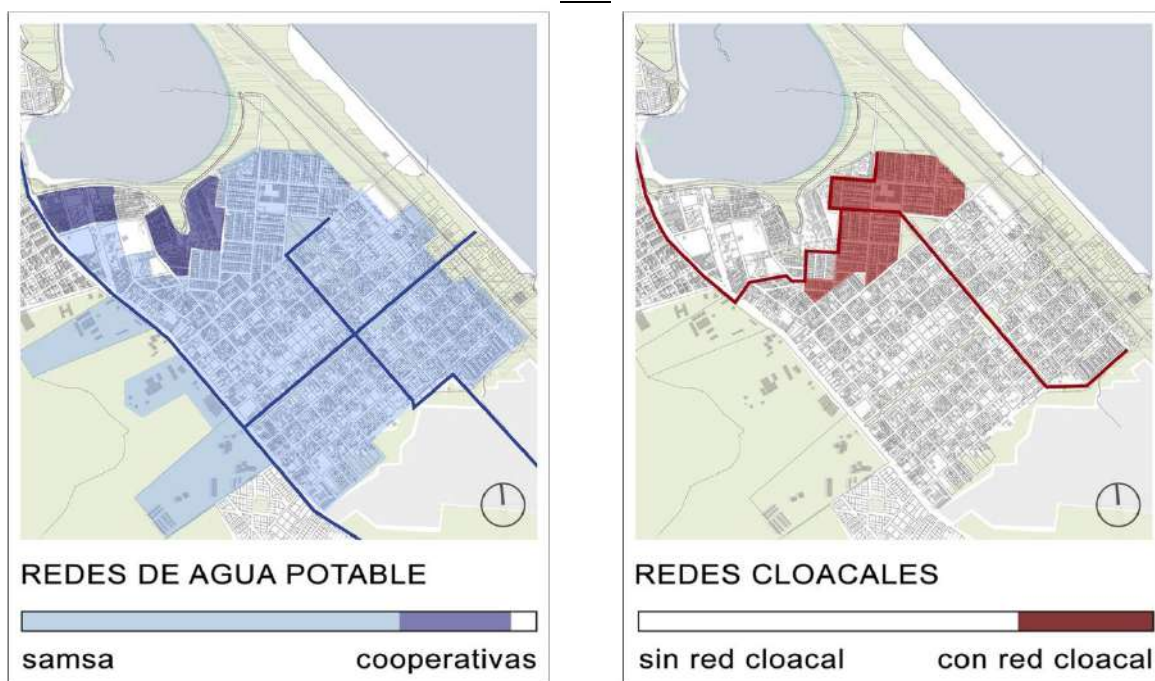 REDES DE AGUA POTABLE
samsa
cooperativas
REDES CLOACALES
sin red cloacal
con red cloacal